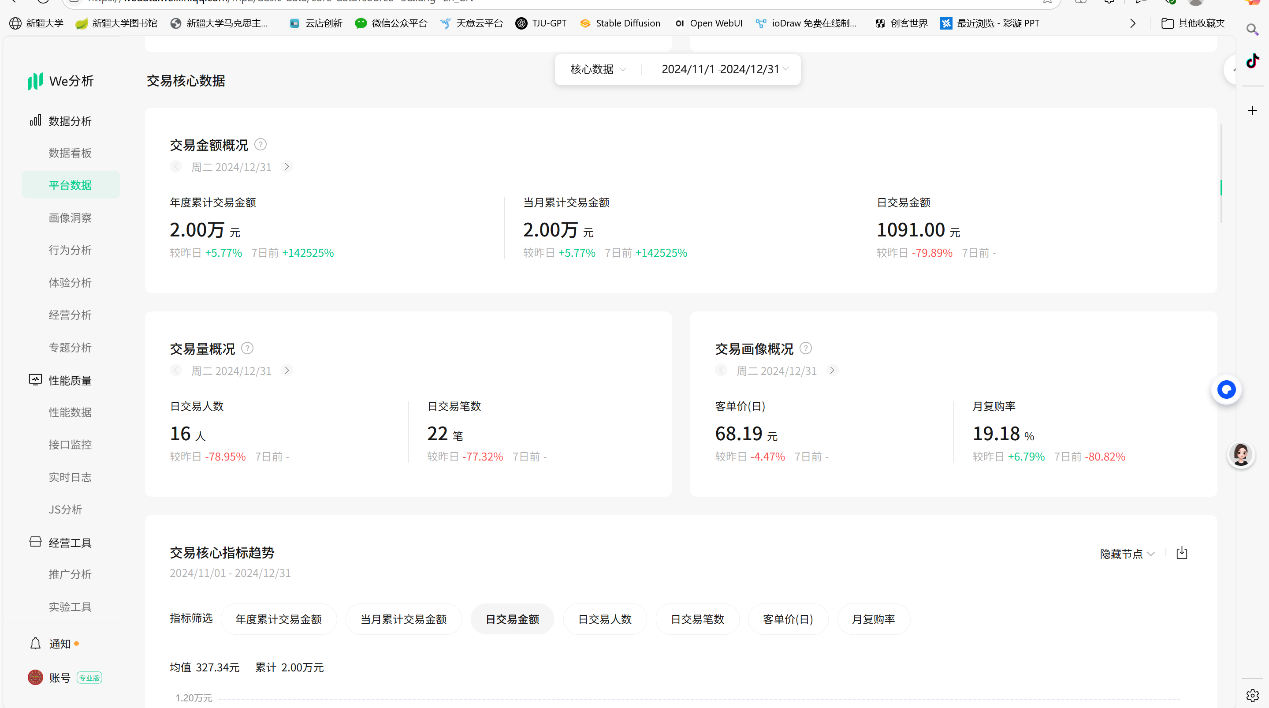 新疆大学
新疆大学图书馆
新疆大学马克思主...
云沾创新
微信公众平台
天意云平台
TJU-GPT
Stable Diffusion
Open WebUI
ioDraw 免费在线制...
创客世界
最近浏览 - 彩漩 PPT
其他收藏夹
We分析
核心数据
2024/11/1 -2024/12/31
交易核心数据
数据分析
数据看板
平台数据
画像洞察
行为分析
体验分析
经营分析
专题分析
性能质量
性能数据
接口监控
实时日志
JS分析
经营工具
推广分析
实验工具
通知
账号 专业版
交易金额概况 ?
周二 2024/12/31
年度累计交易金额
2.00万 元
较昨日 +5.77% 7日前 +142525%
当月累计交易金额
2.00万 元
较昨日 +5.77% 7日前 +142525%
日交易金额
1091.00 元
较昨日 -79.89% 7日前 -
交易量概况 ?
周二 2024/12/31
日交易人数
16 人
较昨日 -78.95% 7日前 -
日交易笔数
22 笔
较昨日 -77.32% 7日前 -
交易画像概况 ?
周二 2024/12/31
客单价(日)
68.19 元
较昨日 -4.47% 7日前 -
月复购率
19.18 %
较昨日 +6.79% 7日前 -80.82%
交易核心指标趋势
隐藏节点
2024/11/01 - 2024/12/31
指标筛选 年度累计交易金额 当月累计交易金额 日交易金额 日交易人数 日交易笔数 客单价(日) 月复购率
均值 327.34元 累计 2.00万元
1.20万元